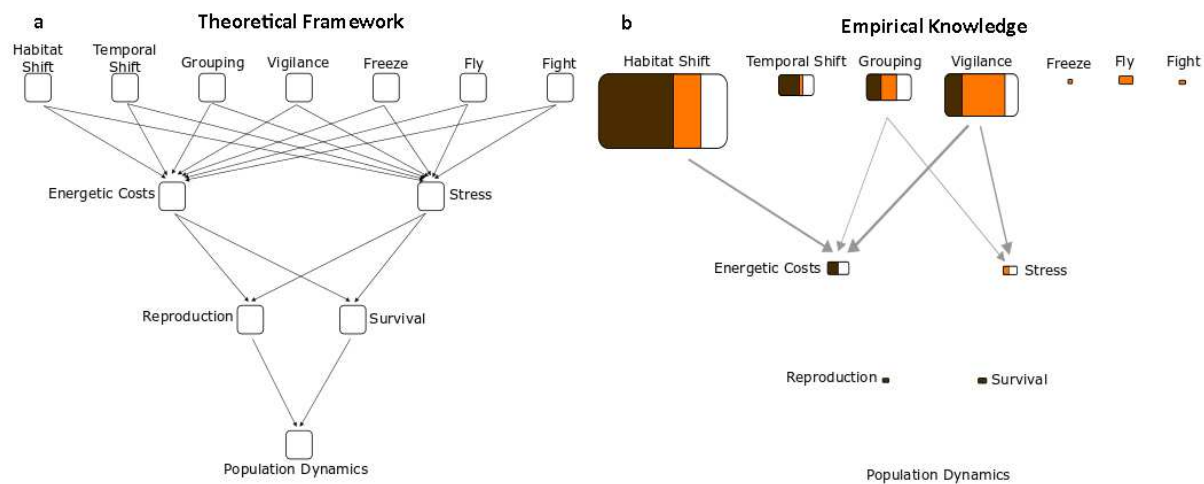 a
Theoretical Framework
Habitat
Shift
Temporal
Shift
Grouping
Vigilance
Freeze
Fly
Fight
Energetic Costs
Stress
Reproduction
Survival
Population Dynamics
b
Empirical Knowledge
Habitat Shift
Temporal Shift
Grouping
Vigilance
Freeze
Fly
Fight
Energetic Costs
Stress
Reproduction
Survival
Population Dynamics